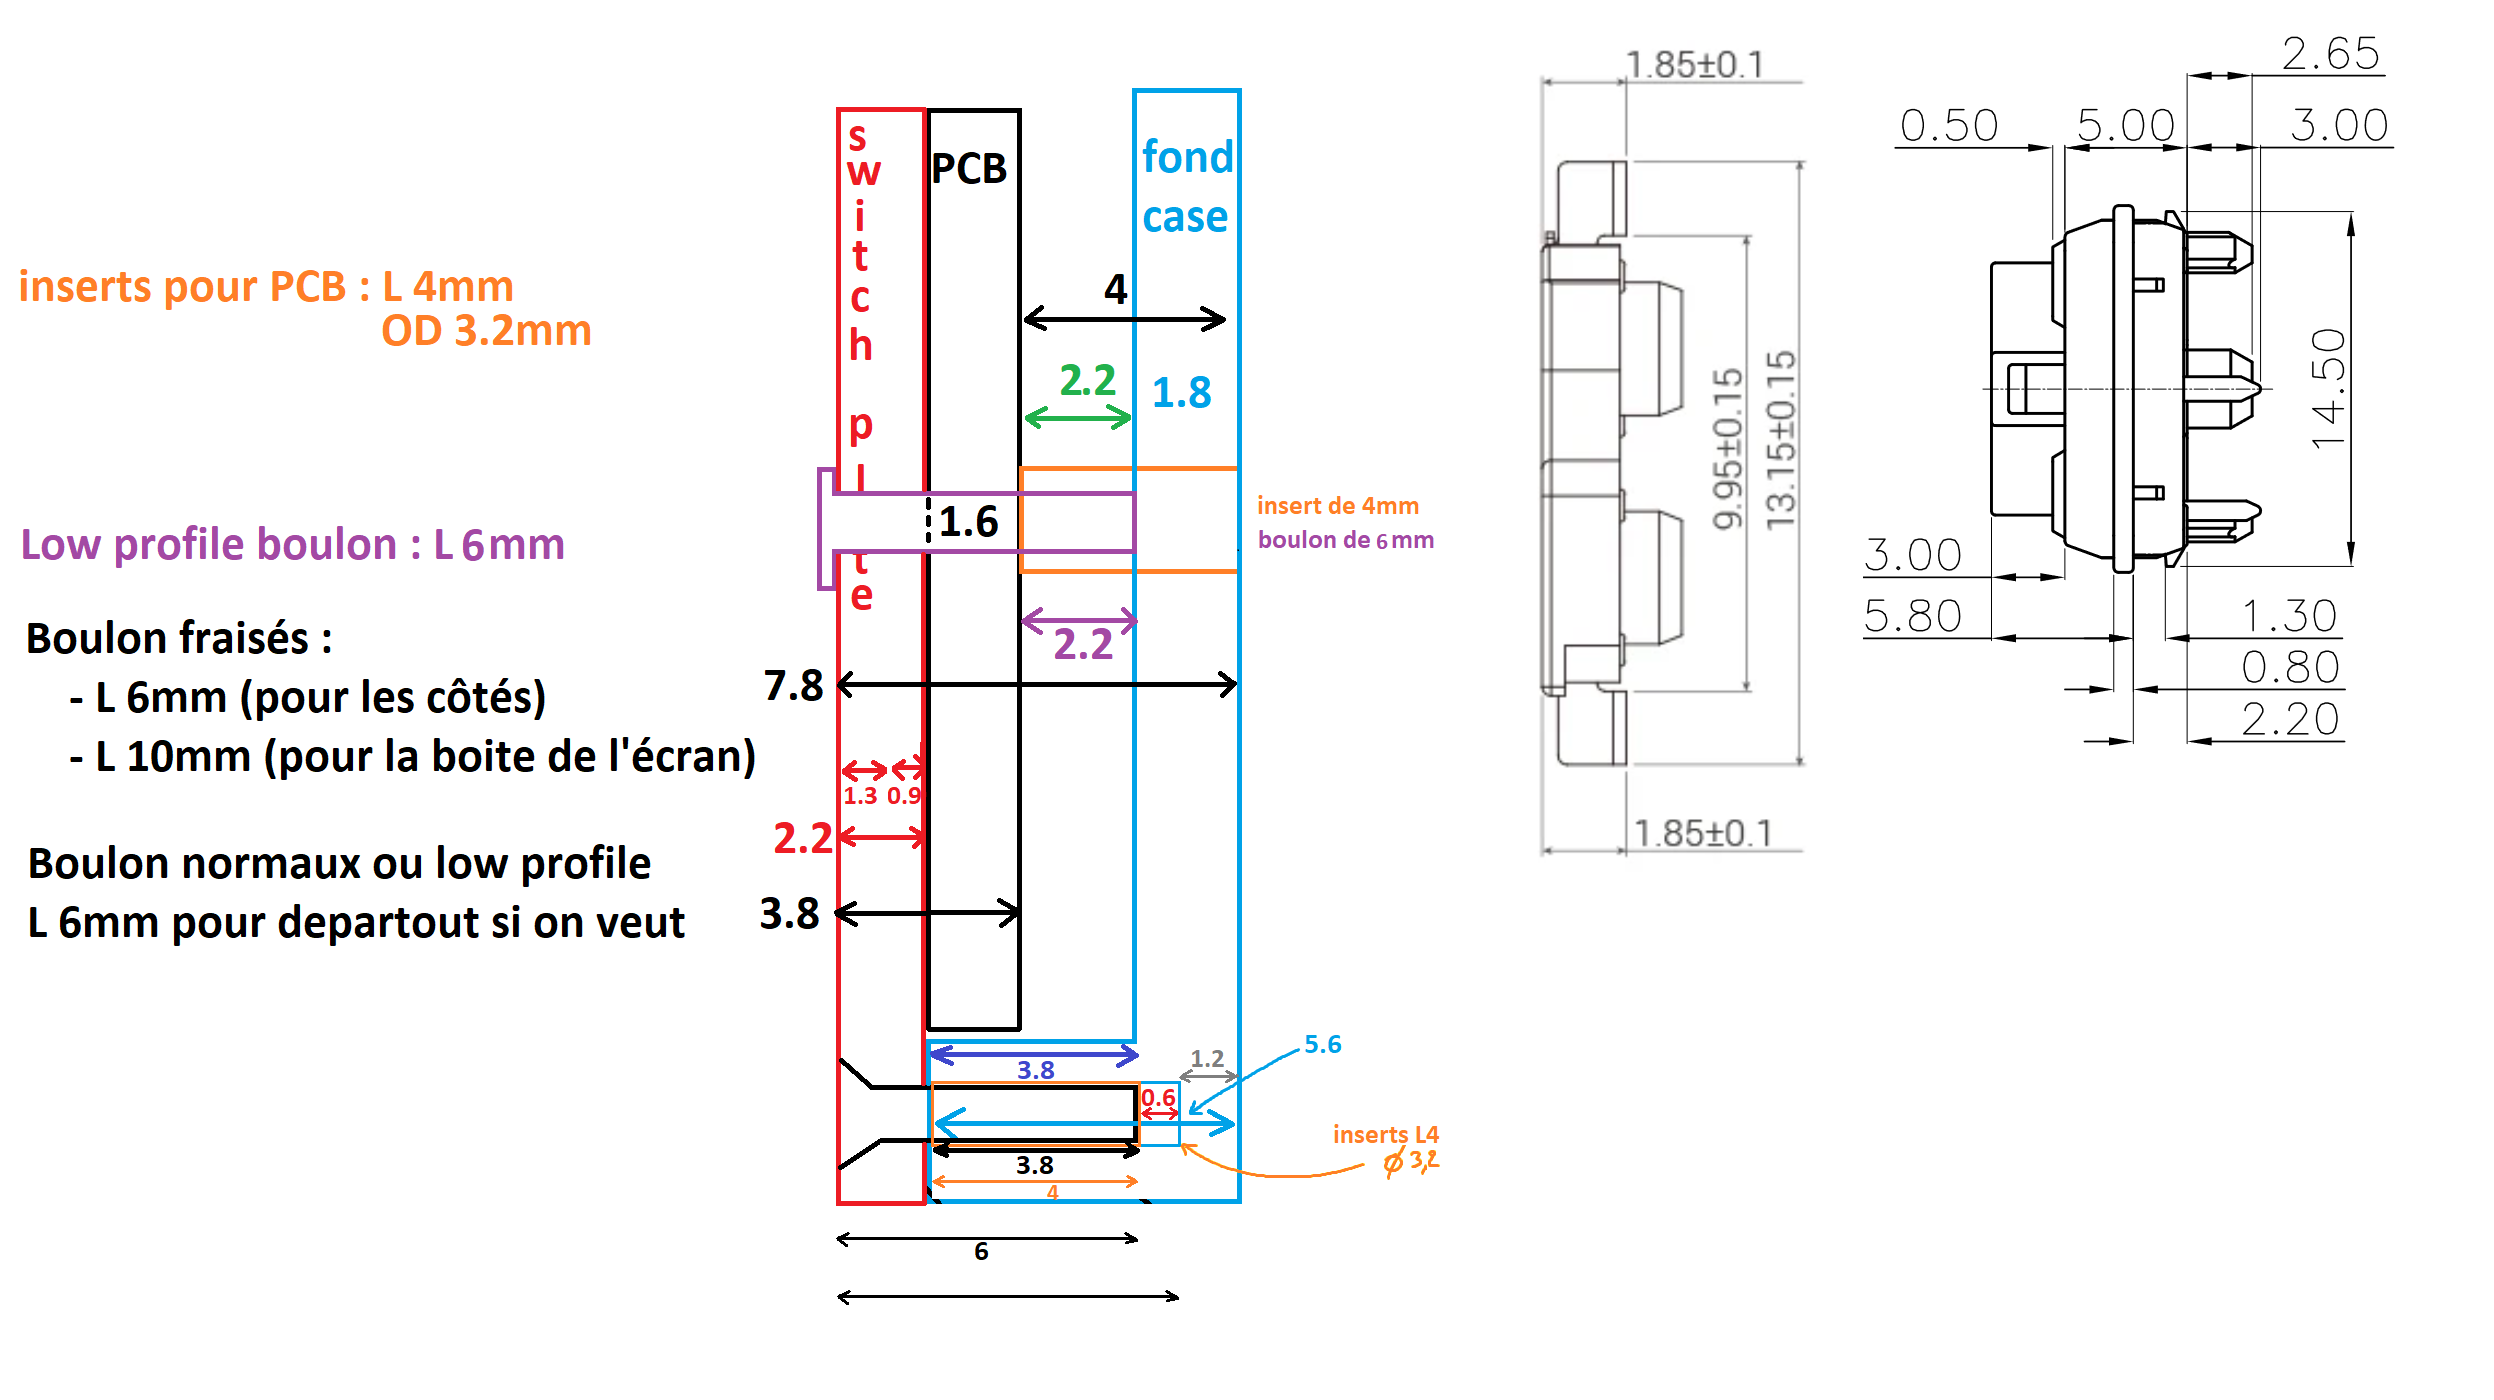 inserts pour PCB : L 4mm
OD 3.2mm
Low profile boulon : L 6mm
Boulon fraisés :
- L 6mm (pour les côtés)
- L 10mm (pour la boite de l'écran)
Boulon normaux ou low profile
L 6mm pour departout si on veut
switch plte
PCB
fond
case
4
2.2
1.8
1.6
insert de 4mm
boulon de 6mm
2.2
7.8
1.3
0.9
2.2
3.8
3.8
1.2
5.6
0.6
3.8
4
inserts L4
Ø 3,2
6
1.85±0.1
9.95±0.15
13.15±0.15
1.85±0.1
2.65
0.50
5.00
3.00
14.50
3.00
5.80
1.30
0.80
2.20